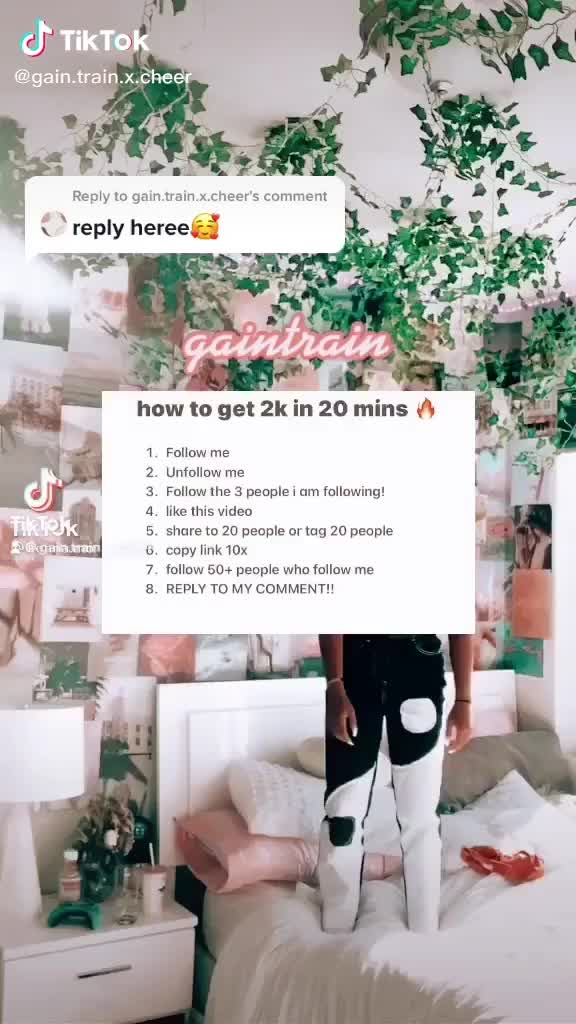 TikTok
@gain.train.x.cheer
Reply to gain.train.x.cheer's comment
reply heree🥰
gaintrain
how to get 2k in 20 mins 🔥
1. Follow me
2. Unfollow me
3. Follow the 3 people i am following!
4. like this video
5. share to 20 people or tag 20 people
6. copy link 10x
7. follow 50+ people who follow me
8. REPLY TO MY COMMENT!!
TikTok